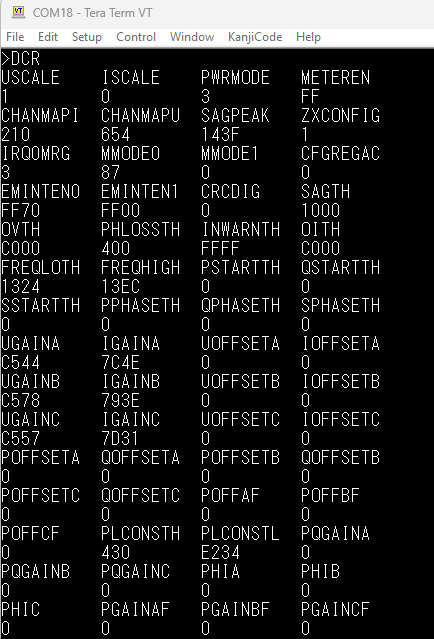 COM18 - Tera Term VT
File Edit Setup Control Window KanjiCode Help
>DCR
USCALE ISCALE PWRMODE METEREN
1 0 3 FF
CHANMAPI CHANMAPU SAGPEAK ZXCONFIG
210 654 143F 1
IRQ0MRG MMODE0 MMODE1 CFGREGAC
3 87 0 0
EMINTEN0 EMINTEN1 CRCDIG SAGTH
FF70 FF00 0 1000
OVTH PHLOSSTH INWARNTH OITH
C000 400 FFFF C000
FREQLOTH FREQHIGH PSTARTTH QSTARTTH
1324 13EC 0 0
SSTARTTH PPHASETH QPHASETH SPHASETH
0 0 0 0
UGAINA IGAINA UOFFSETA IOFFSETA
C544 7C4E 0 0
UGAINB IGAINB UOFFSETB IOFFSETB
C578 793E 0 0
UGAINC IGAINC UOFFSETC IOFFSETC
C557 7D31 0 0
POFFSETA QOFFSETA POFFSETB QOFFSETB
0 0 0 0
POFFSETC QOFFSETC POFFAF POFFBF
0 0 0 0
POFFCF PLCONSTH PLCONSTL PQGAINA
0 430 E234 0
PQGAINB PQGAINC PHIA PHIB
0 0 0 0
PHIC PGAINAF PGAINBF PGAINCF
0 0 0 0